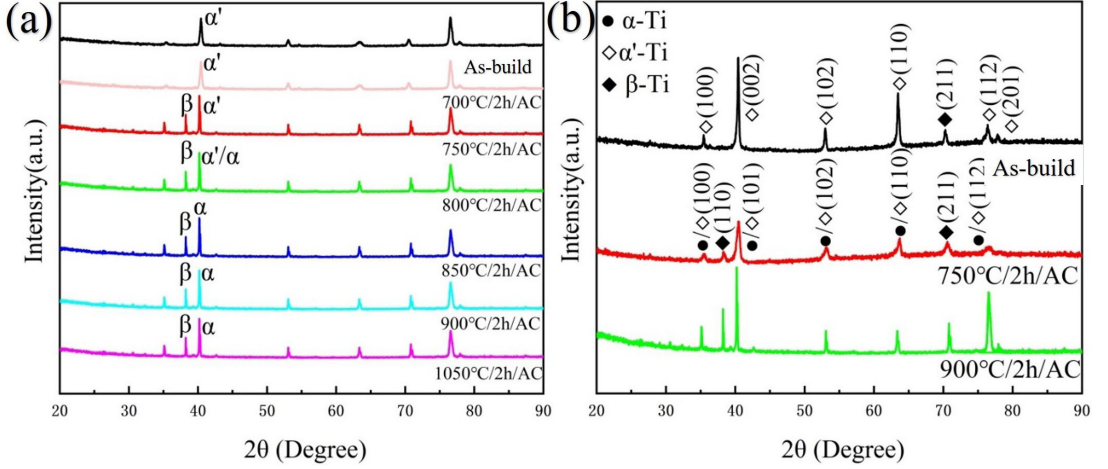 (a)
Intensity(a.u.)
α'
As-build
α'
700°C/2h/AC
β α'
750°C/2h/AC
β α'/α
800°C/2h/AC
β α
850°C/2h/AC
β α
900°C/2h/AC
β α
1050°C/2h/AC
20 30 40 50 60 70 80 90
2θ (Degree)
(b)
Intensity(a.u.)
●α-Ti
◇α'-Ti
◆β-Ti
◇(100)
◇(002)
◇(102)
◇(110)
◆(211)
◇(112)
◇(201)
As-build
●/◇(100)
◆(110)
●/◇(101)
●/◇(102)
●/◇(110)
◆(211)
●/◇(112
750°C/2h/AC
900°C/2h/AC
20 30 40 50 60 70 80 90
2θ (Degree)